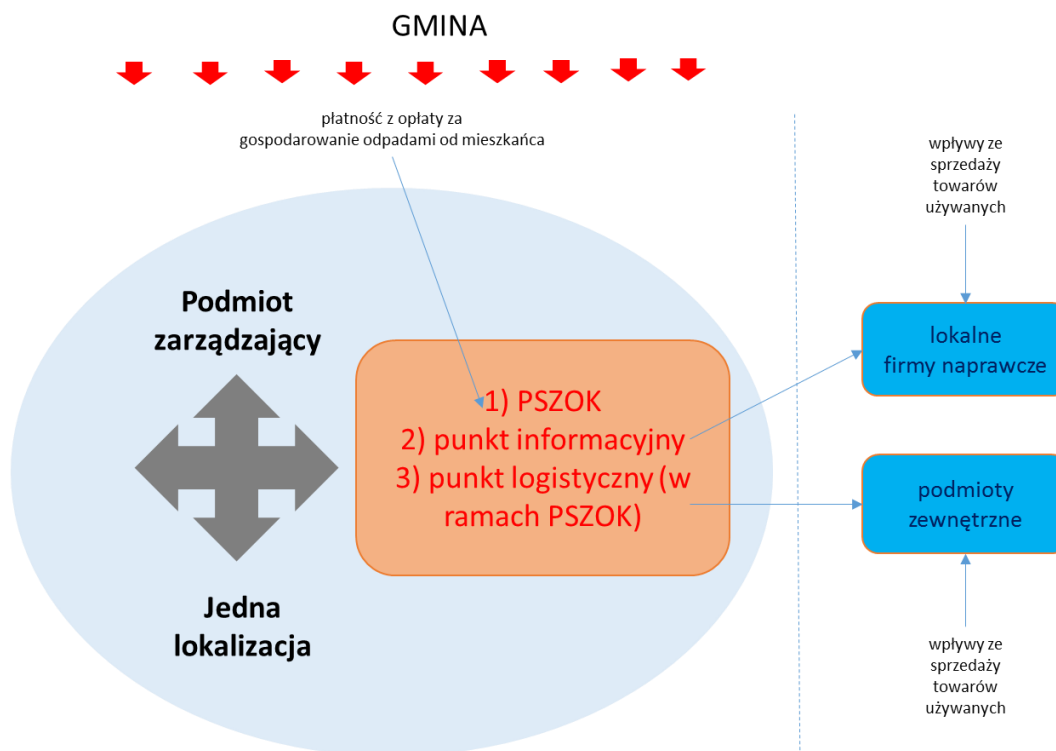 GMINA
płatność z opłaty za
gospodarowanie odpadami od mieszkańca
wpływy ze
sprzedaży
towarów
używanych
Podmiot
zarządzający
lokalne
firmy naprawcze
1) PSZOK
2) punkt informacyjny
3) punkt logistyczny (w
ramach PSZOK)
podmioty
zewnętrzne
Jedna
lokalizacja
wpływy ze
sprzedaży
towarów
używanych